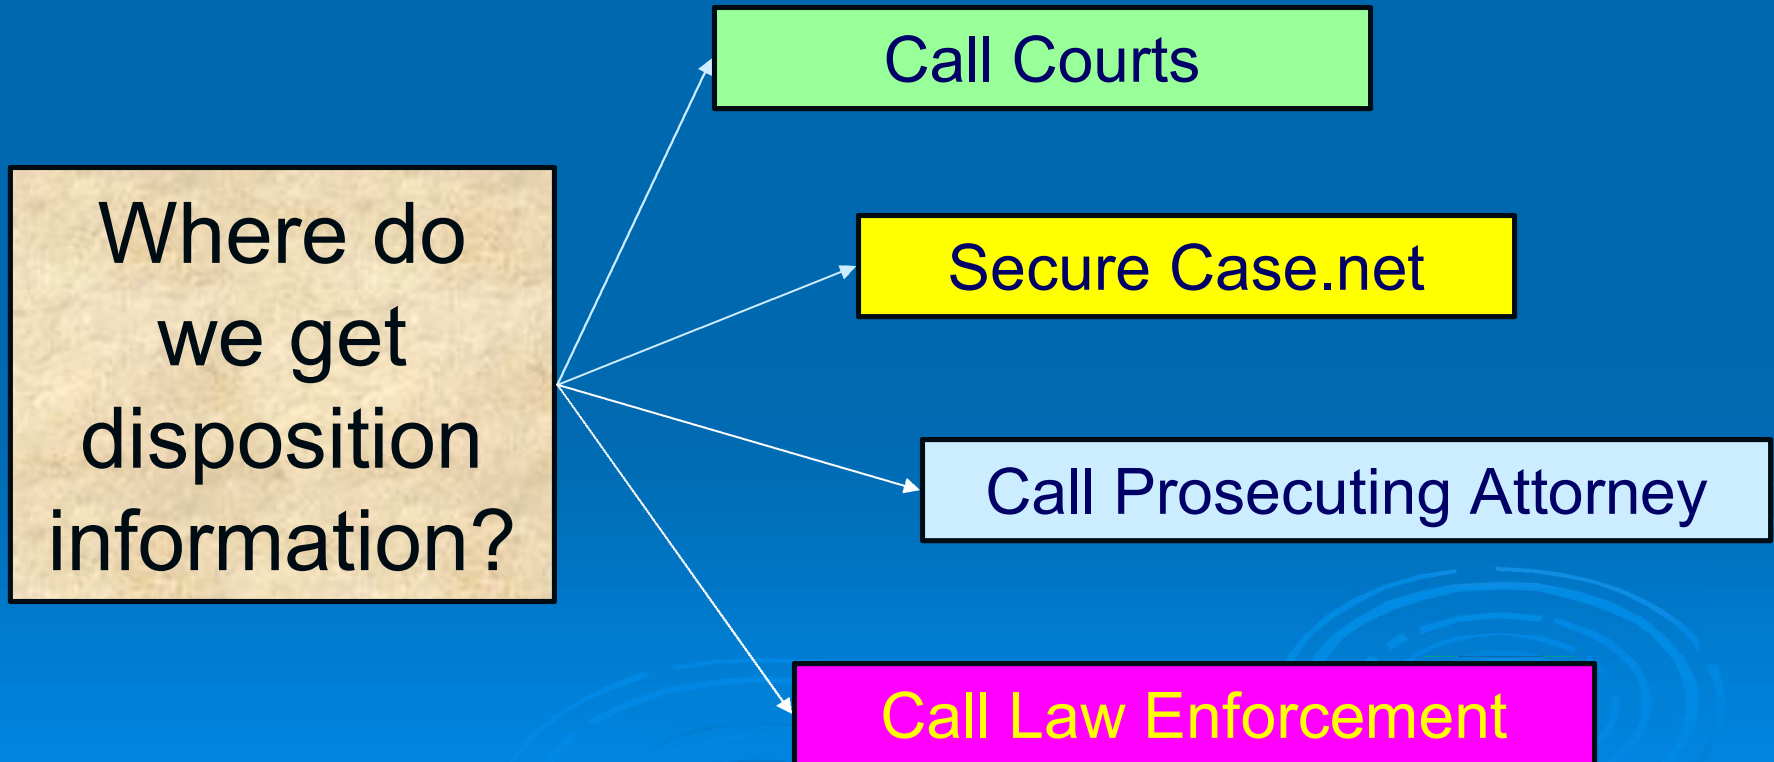 Call Courts
Where do
we get
disposition
information?
Secure Case.net
Call Prosecuting Attorney
Call Law Enforcement